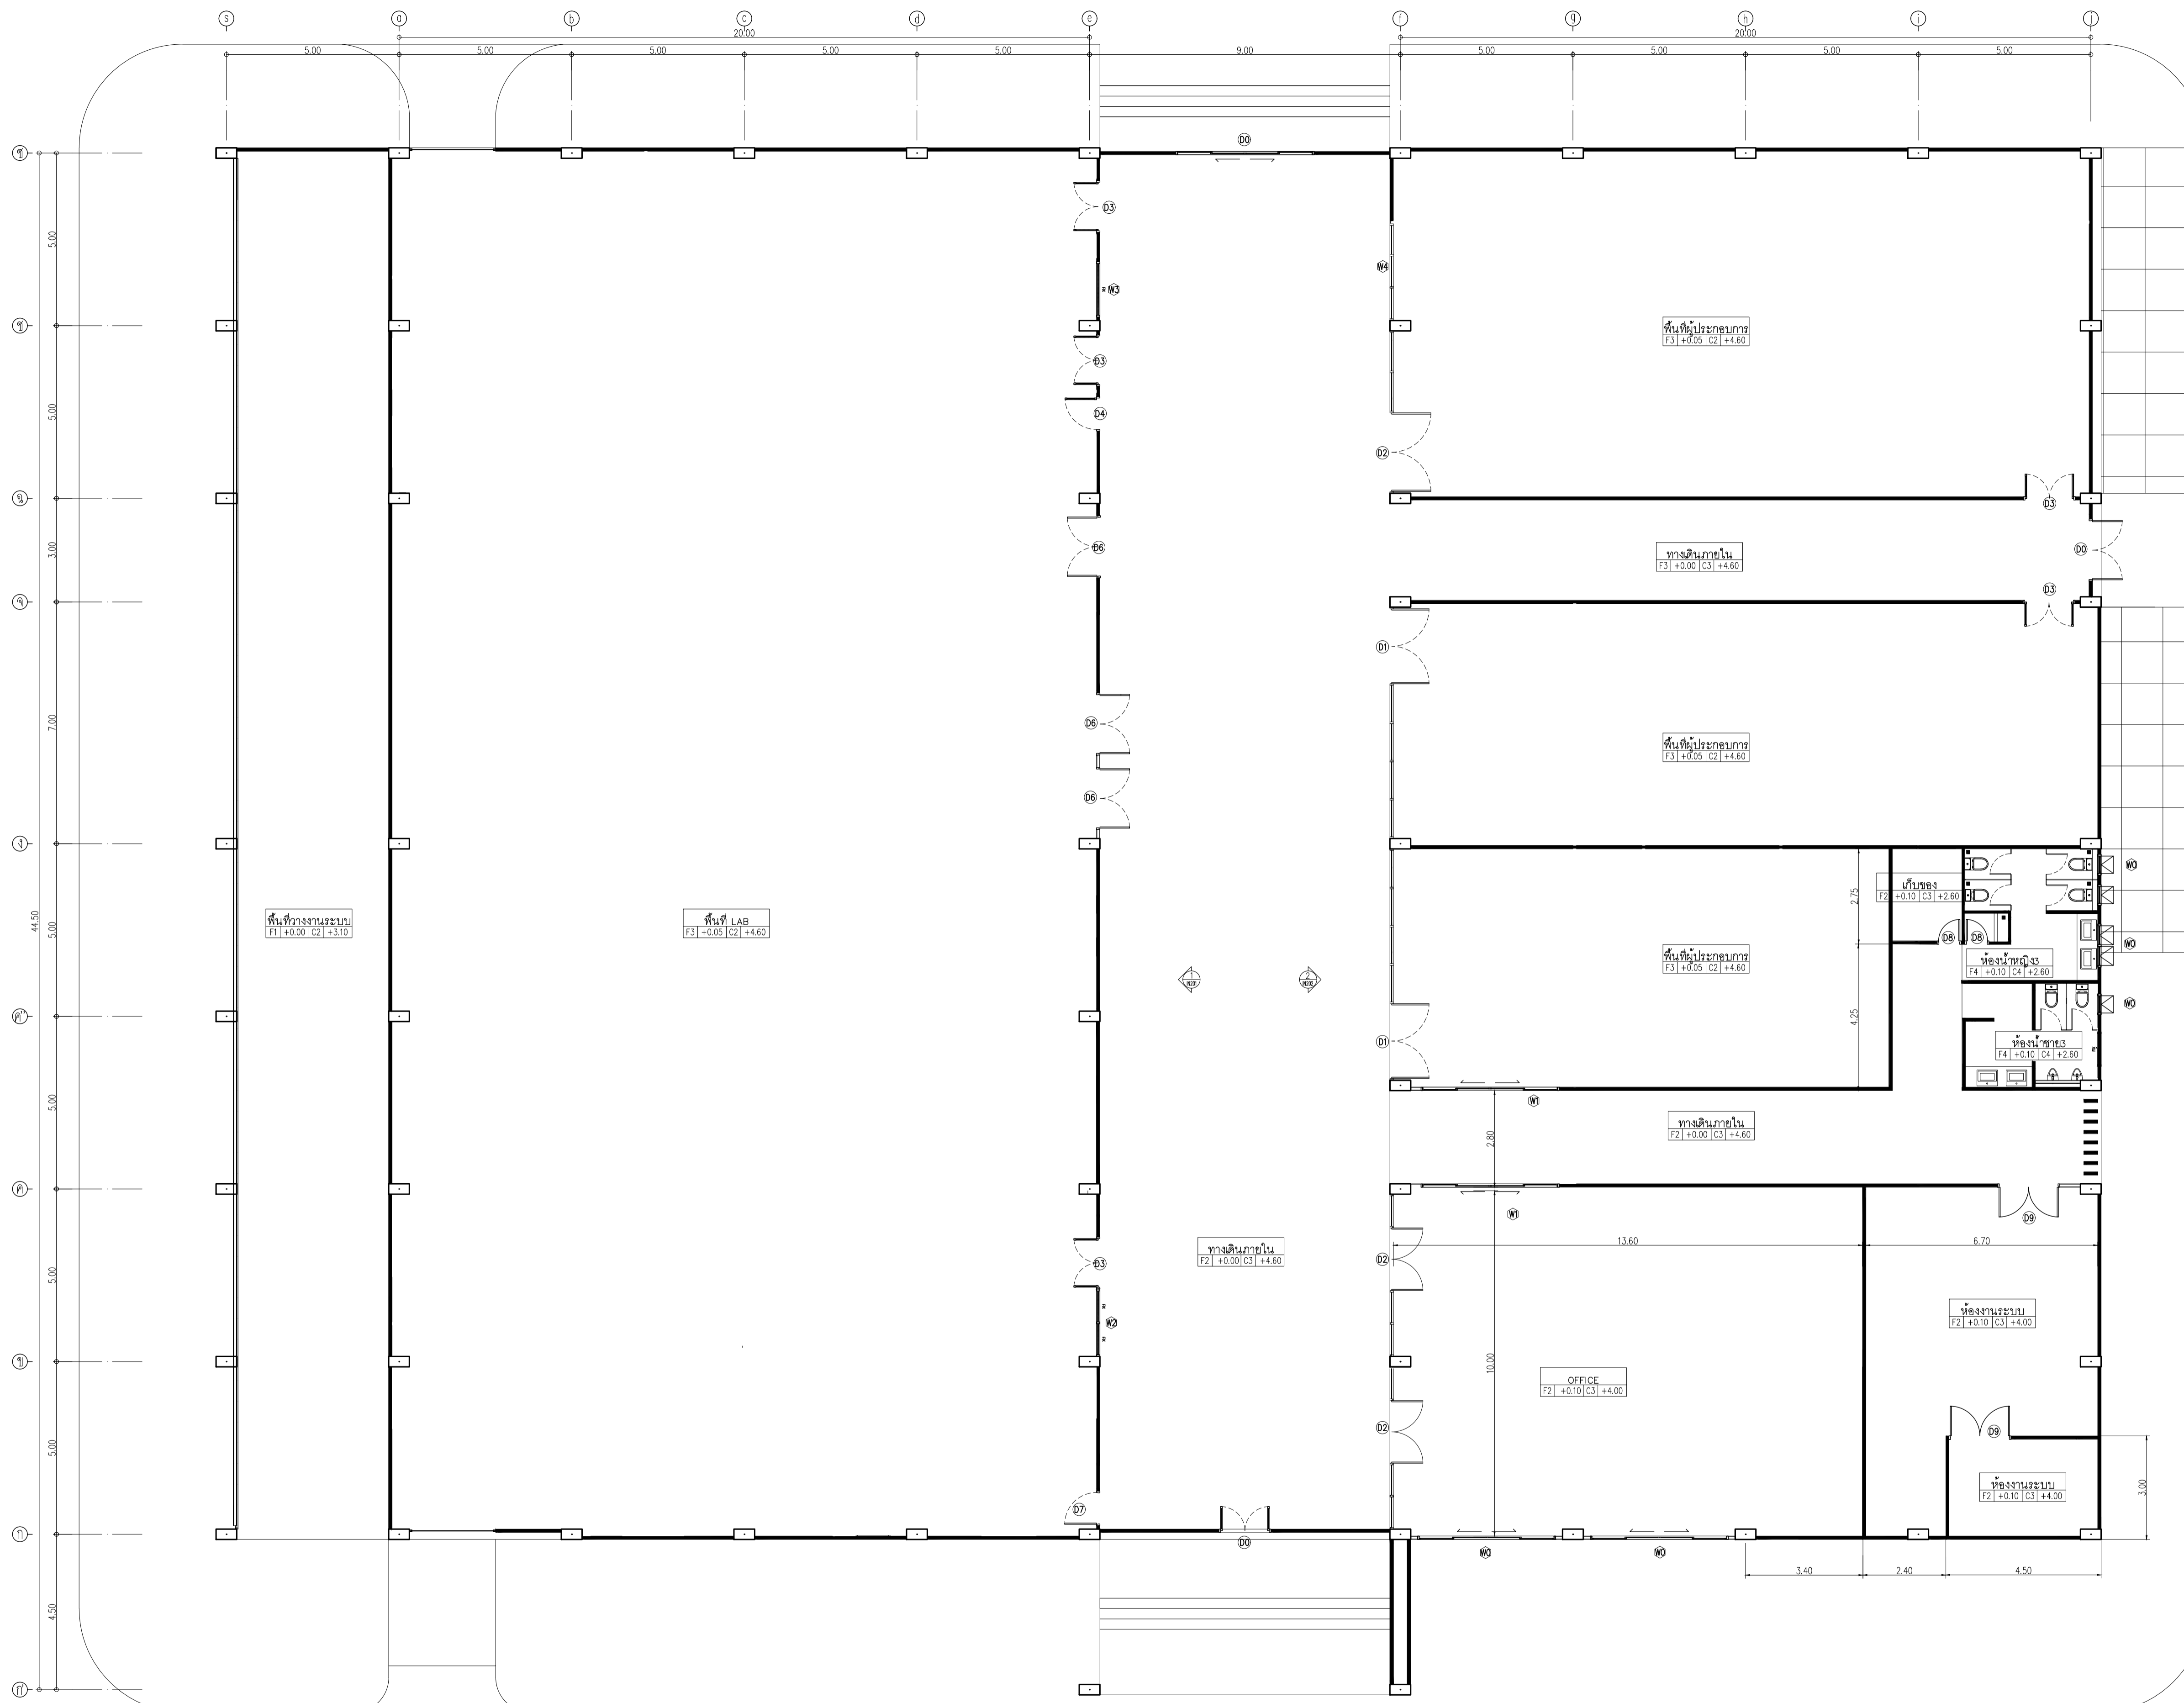 s a b c d e f g h i j
20.00 20.00
5.00 5.00 5.00 5.00 5.00 9.00 5.00 5.00 5.00 5.00
D0
ซ
D3
5.00
W3
W4
ช
พื้นที่ผู้ประกอบการ
F3 +0.05 C2 +4.60
D3
5.00
D4
D2
ฉ
D3
D6
3.00
ทางเดินภายใน
F3 +0.00 C3 +4.60
D0
D3
จ
D1
D6
7.00
พื้นที่ผู้ประกอบการ
F3 +0.05 C2 +4.60
D6
ง
W0
2.75
เก็บของ
F2 +0.10 C3 +2.60
44.50
5.00
พื้นที่วางงานระบบ
F1 +0.00 C2 +3.10
พื้นที่ LAB
F3 +0.05 C2 +4.60
D8 D8
W0
พื้นที่ผู้ประกอบการ
F3 +0.05 C2 +4.60
ห้องน้ำหญิง3
F4 +0.10 C4 +2.60
1
IN201
2
IN202
W0
ค'
4.25
D1
ห้องน้ำชาย3
F4 +0.10 C4 +2.60
5.00
W1
ทางเดินภายใน
F2 +0.00 C3 +4.60
2.80
ค
W1
D9
13.60
6.70
ทางเดินภายใน
F2 +0.00 C3 +4.60
D3
D2
5.00
ห้องงานระบบ
F2 +0.10 C3 +4.00
W2
ข
10.00
OFFICE
F2 +0.10 C3 +4.00
D2
D9
5.00
ห้องงานระบบ
F2 +0.10 C3 +4.00
3.00
D7
ก
D0
W0 W0
3.40 2.40 4.50
4.50
ก'